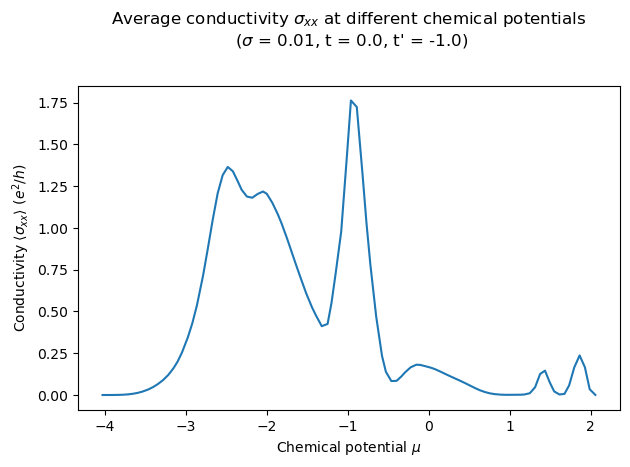 Average conductivity σxx at different chemical potentials
(σ = 0.01, t = 0.0, t' = -1.0)
1.75
1.50
1.25
1.00
0.75
0.50
0.25
0.00
Conductivity ⟨σxx⟩ (e²/h)
−4 −3 −2 −1 0 1 2
Chemical potential μ